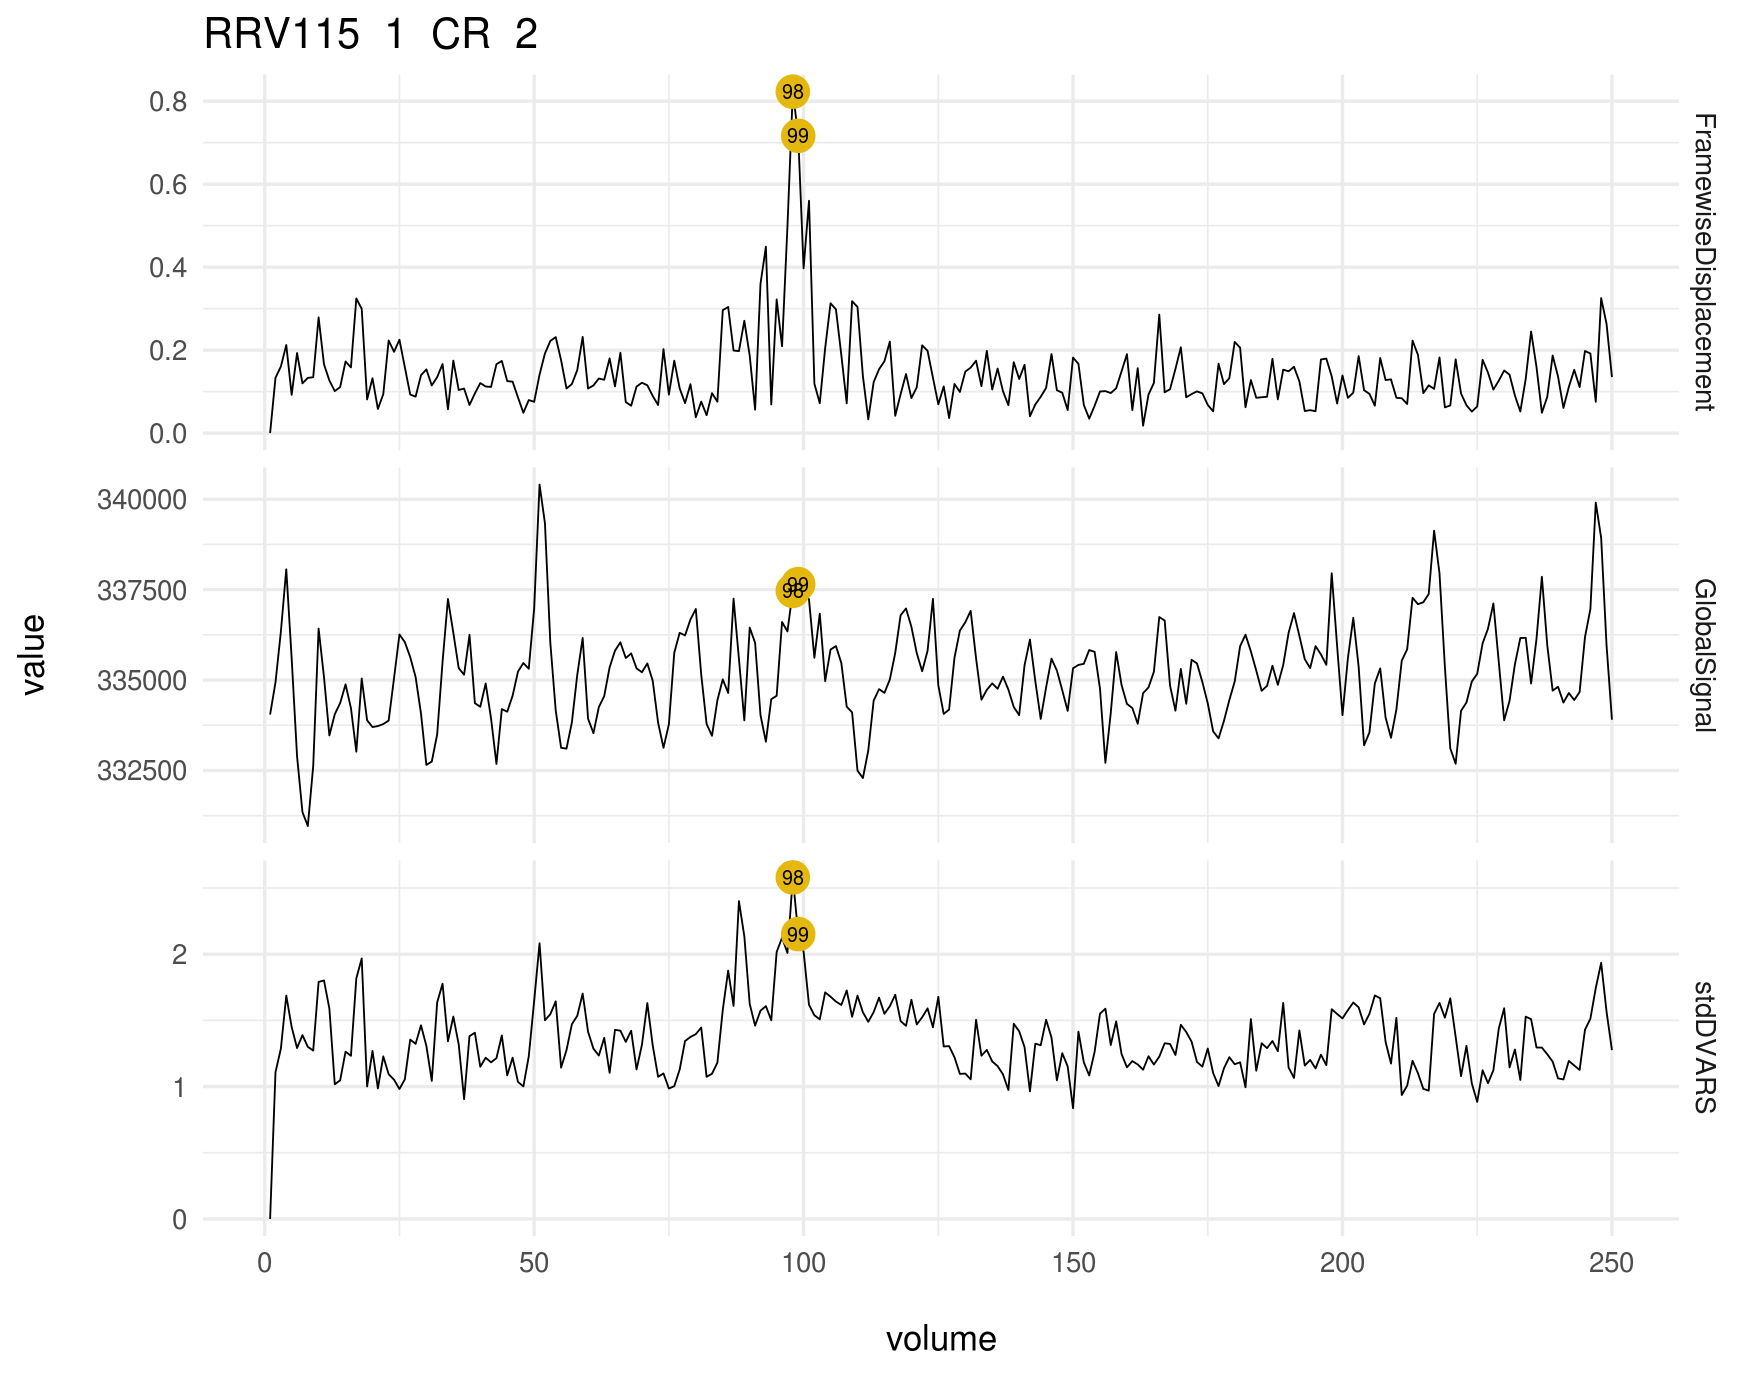 RRV115 1 CR 2
0.8
0.6
0.4
0.2
0.0
98
99
FramewiseDisplacement
340000
337500
335000
332500
98
99
GlobalSignal
2
1
0
98
99
stdDVARS
value
0 50 100 150 200 250
volume